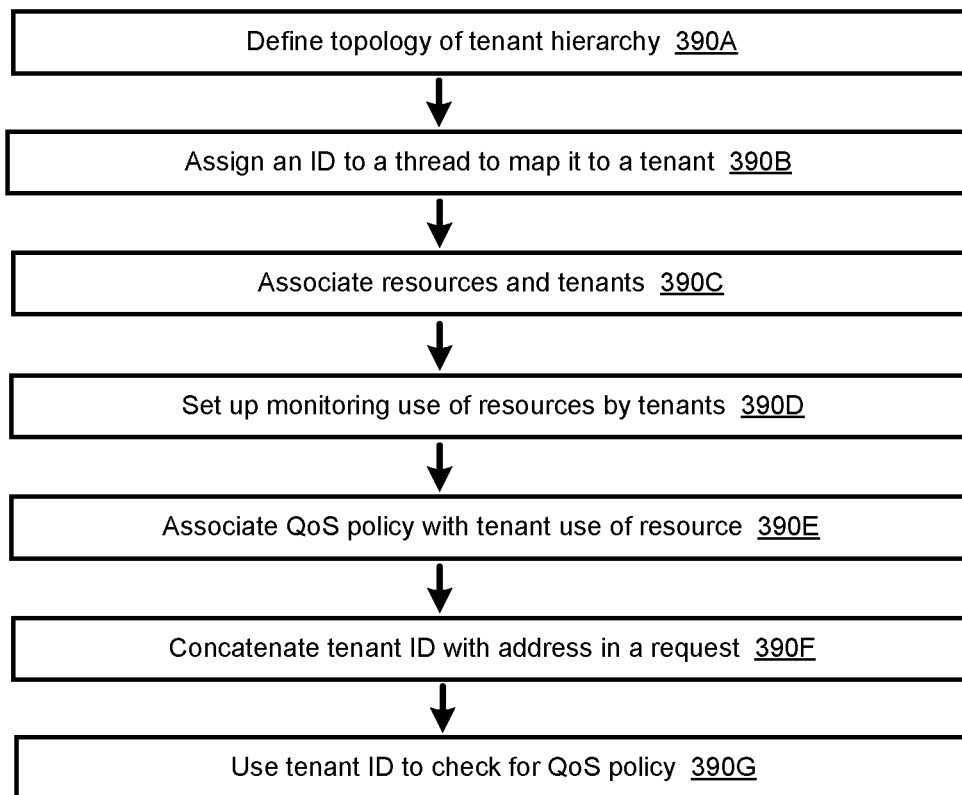 Define topology of tenant hierarchy 390A
Assign an ID to a thread to map it to a tenant 390B
Associate resources and tenants 390C
Set up monitoring use of resources by tenants 390D
Associate QoS policy with tenant use of resource 390E
Concatenate tenant ID with address in a request 390F
Use tenant ID to check for QoS policy 390G